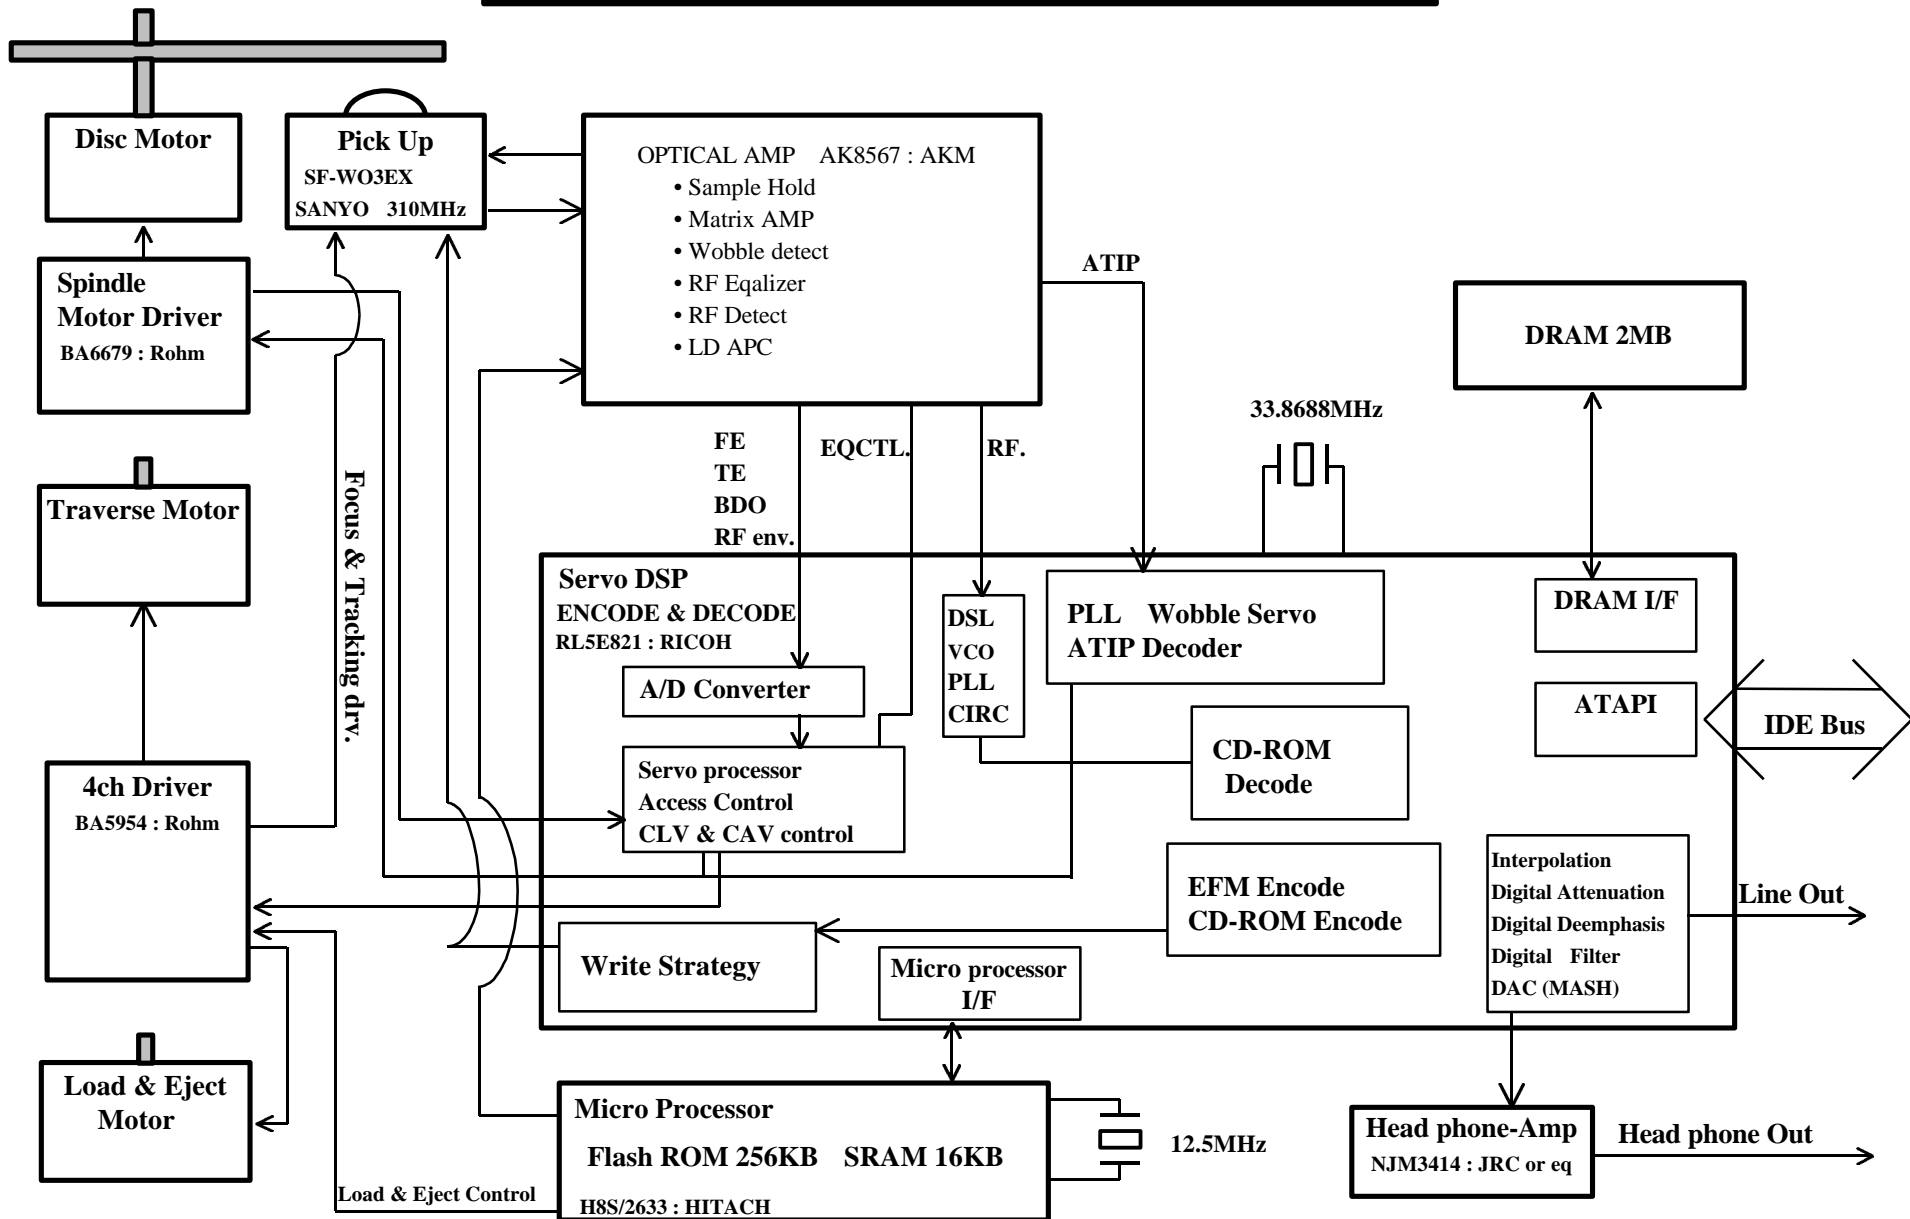 Disc Motor
Pick Up
SF-WO3EX
SANYO 310MHz
OPTICAL AMP AK8567 : AKM
• Sample Hold
• Matrix AMP
• Wobble detect
• RF Eqalizer
• RF Detect
• LD APC
ATIP
Spindle
Motor Driver
BA6679 : Rohm
DRAM 2MB
33.8688MHz
FE
TE
BDO
RF env.
EQCTL.
RF.
Traverse Motor
Focus & Tracking drv.
Servo DSP
ENCODE & DECODE
RL5E821 : RICOH
A/D Converter
DSL
VCO
PLL
CIRC
PLL Wobble Servo
ATIP Decoder
DRAM I/F
ATAPI
IDE Bus
CD-ROM
Decode
Servo processor
Access Control
CLV & CAV control
4ch Driver
BA5954 : Rohm
EFM Encode
CD-ROM Encode
Interpolation
Digital Attenuation
Digital Deemphasis
Digital Filter
DAC (MASH)
Line Out
Write Strategy
Micro processor
I/F
Load & Eject
Motor
Micro Processor
Flash ROM 256KB SRAM 16KB
H8S/2633 : HITACH
12.5MHz
Load & Eject Control
Head phone-Amp
NJM3414 : JRC or eq
Head phone Out